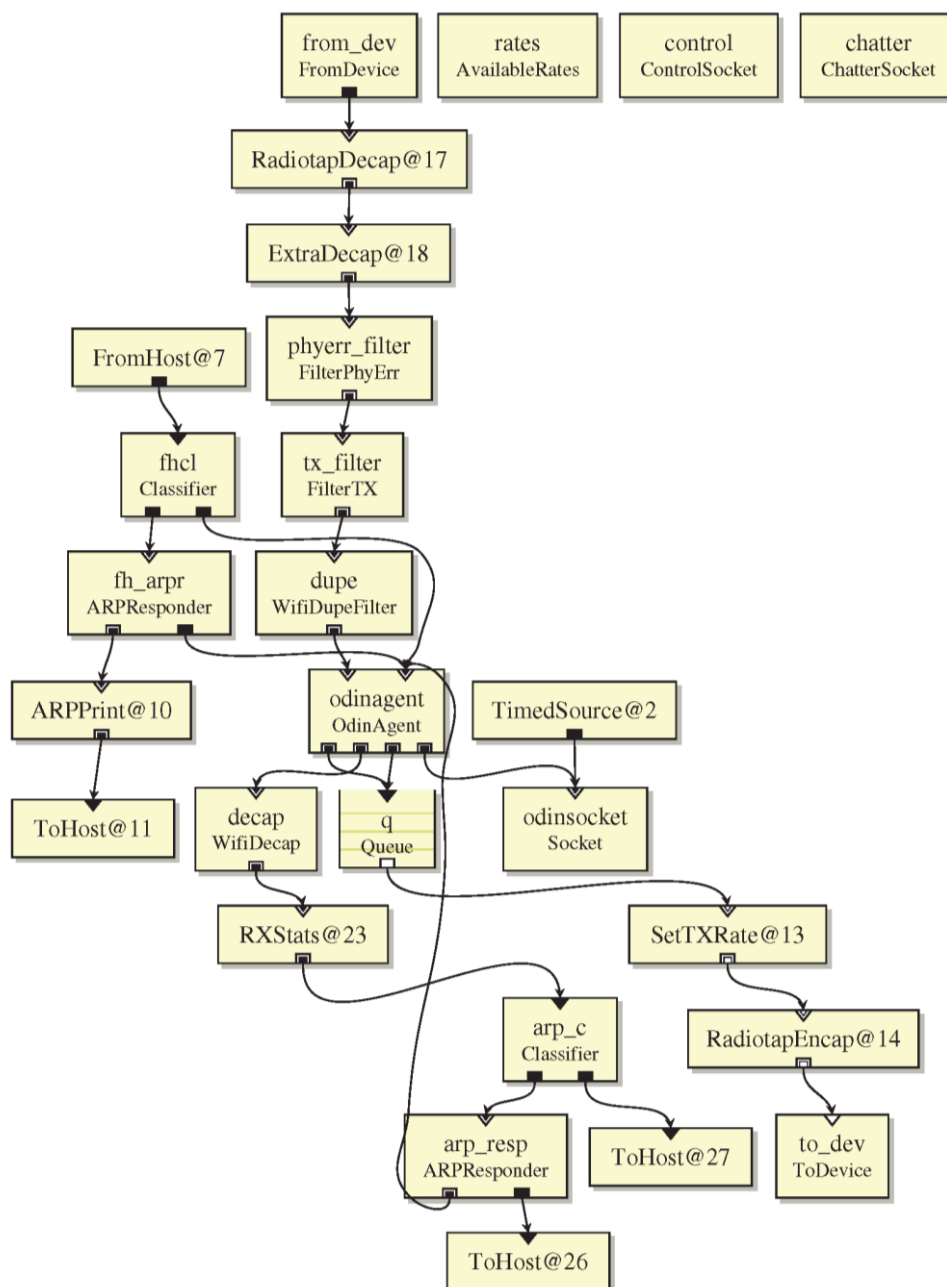 from_dev
FromDevice
rates
AvailableRates
control
ControlSocket
chatter
ChatterSocket
RadiotapDecap@17
ExtraDecap@18
phyerr_filter
FilterPhyErr
FromHost@7
fhcl
Classifier
tx_filter
FilterTX
fh_arpr
ARPResponder
dupe
WifiDupeFilter
ARPPrint@10
odinagent
OdinAgent
TimedSource@2
ToHost@11
decap
WifiDecap
q
Queue
odinsocket
Socket
RXStats@23
SetTXRate@13
arp_c
Classifier
RadiotapEncap@14
arp_resp
ARPResponder
ToHost@27
to_dev
ToDevice
ToHost@26